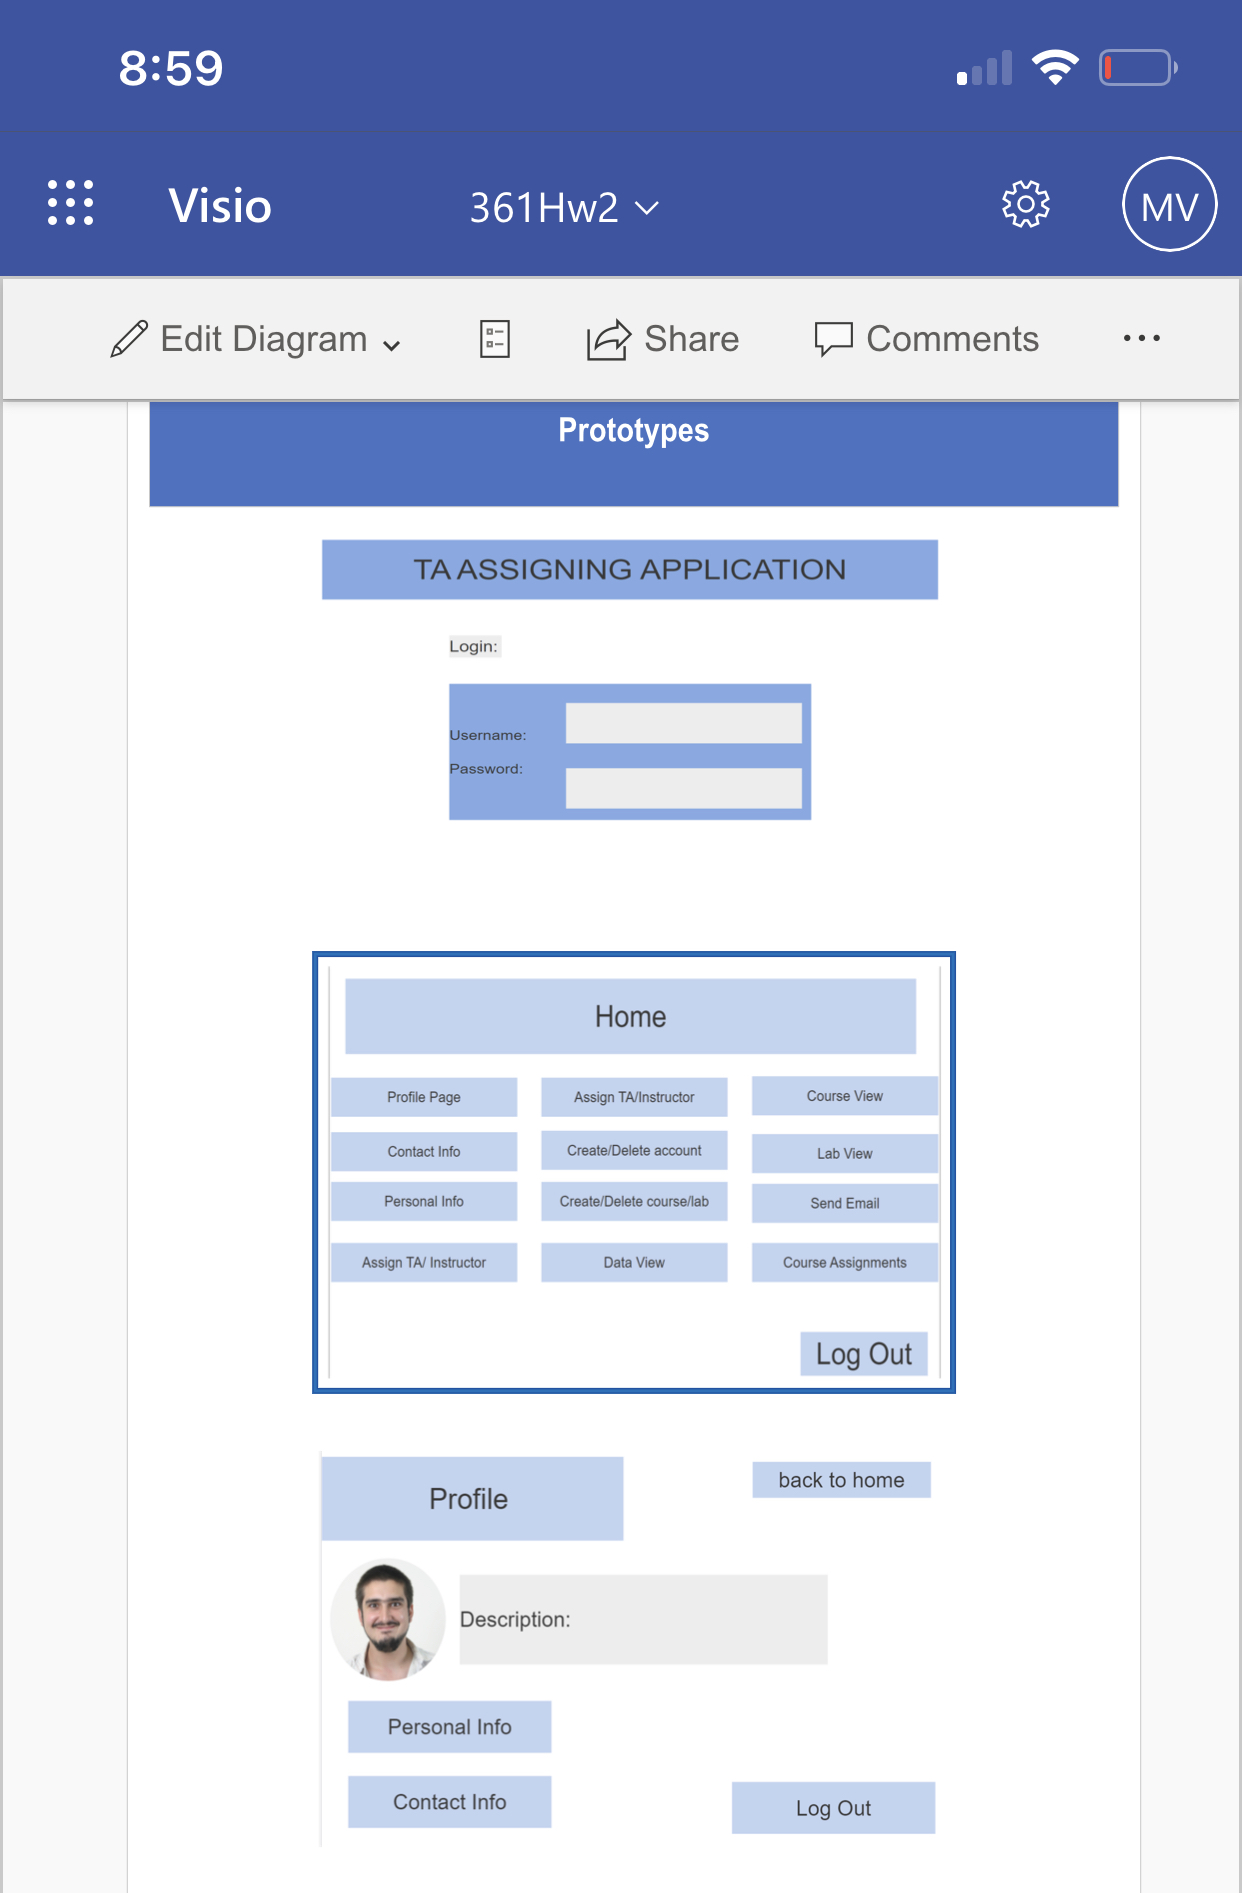 8:59
Visio
361Hw2
MV
Edit Diagram
Share
Comments
Prototypes
TA ASSIGNING APPLICATION
Login:
Username:
Password:
Home
Profile Page
Assign TA/Instructor
Course View
Contact Info
Create/Delete account
Lab View
Personal Info
Create/Delete course/lab
Send Email
Assign TA/ Instructor
Data View
Course Assignments
Log Out
Profile
back to home
Description:
Personal Info
Contact Info
Log Out